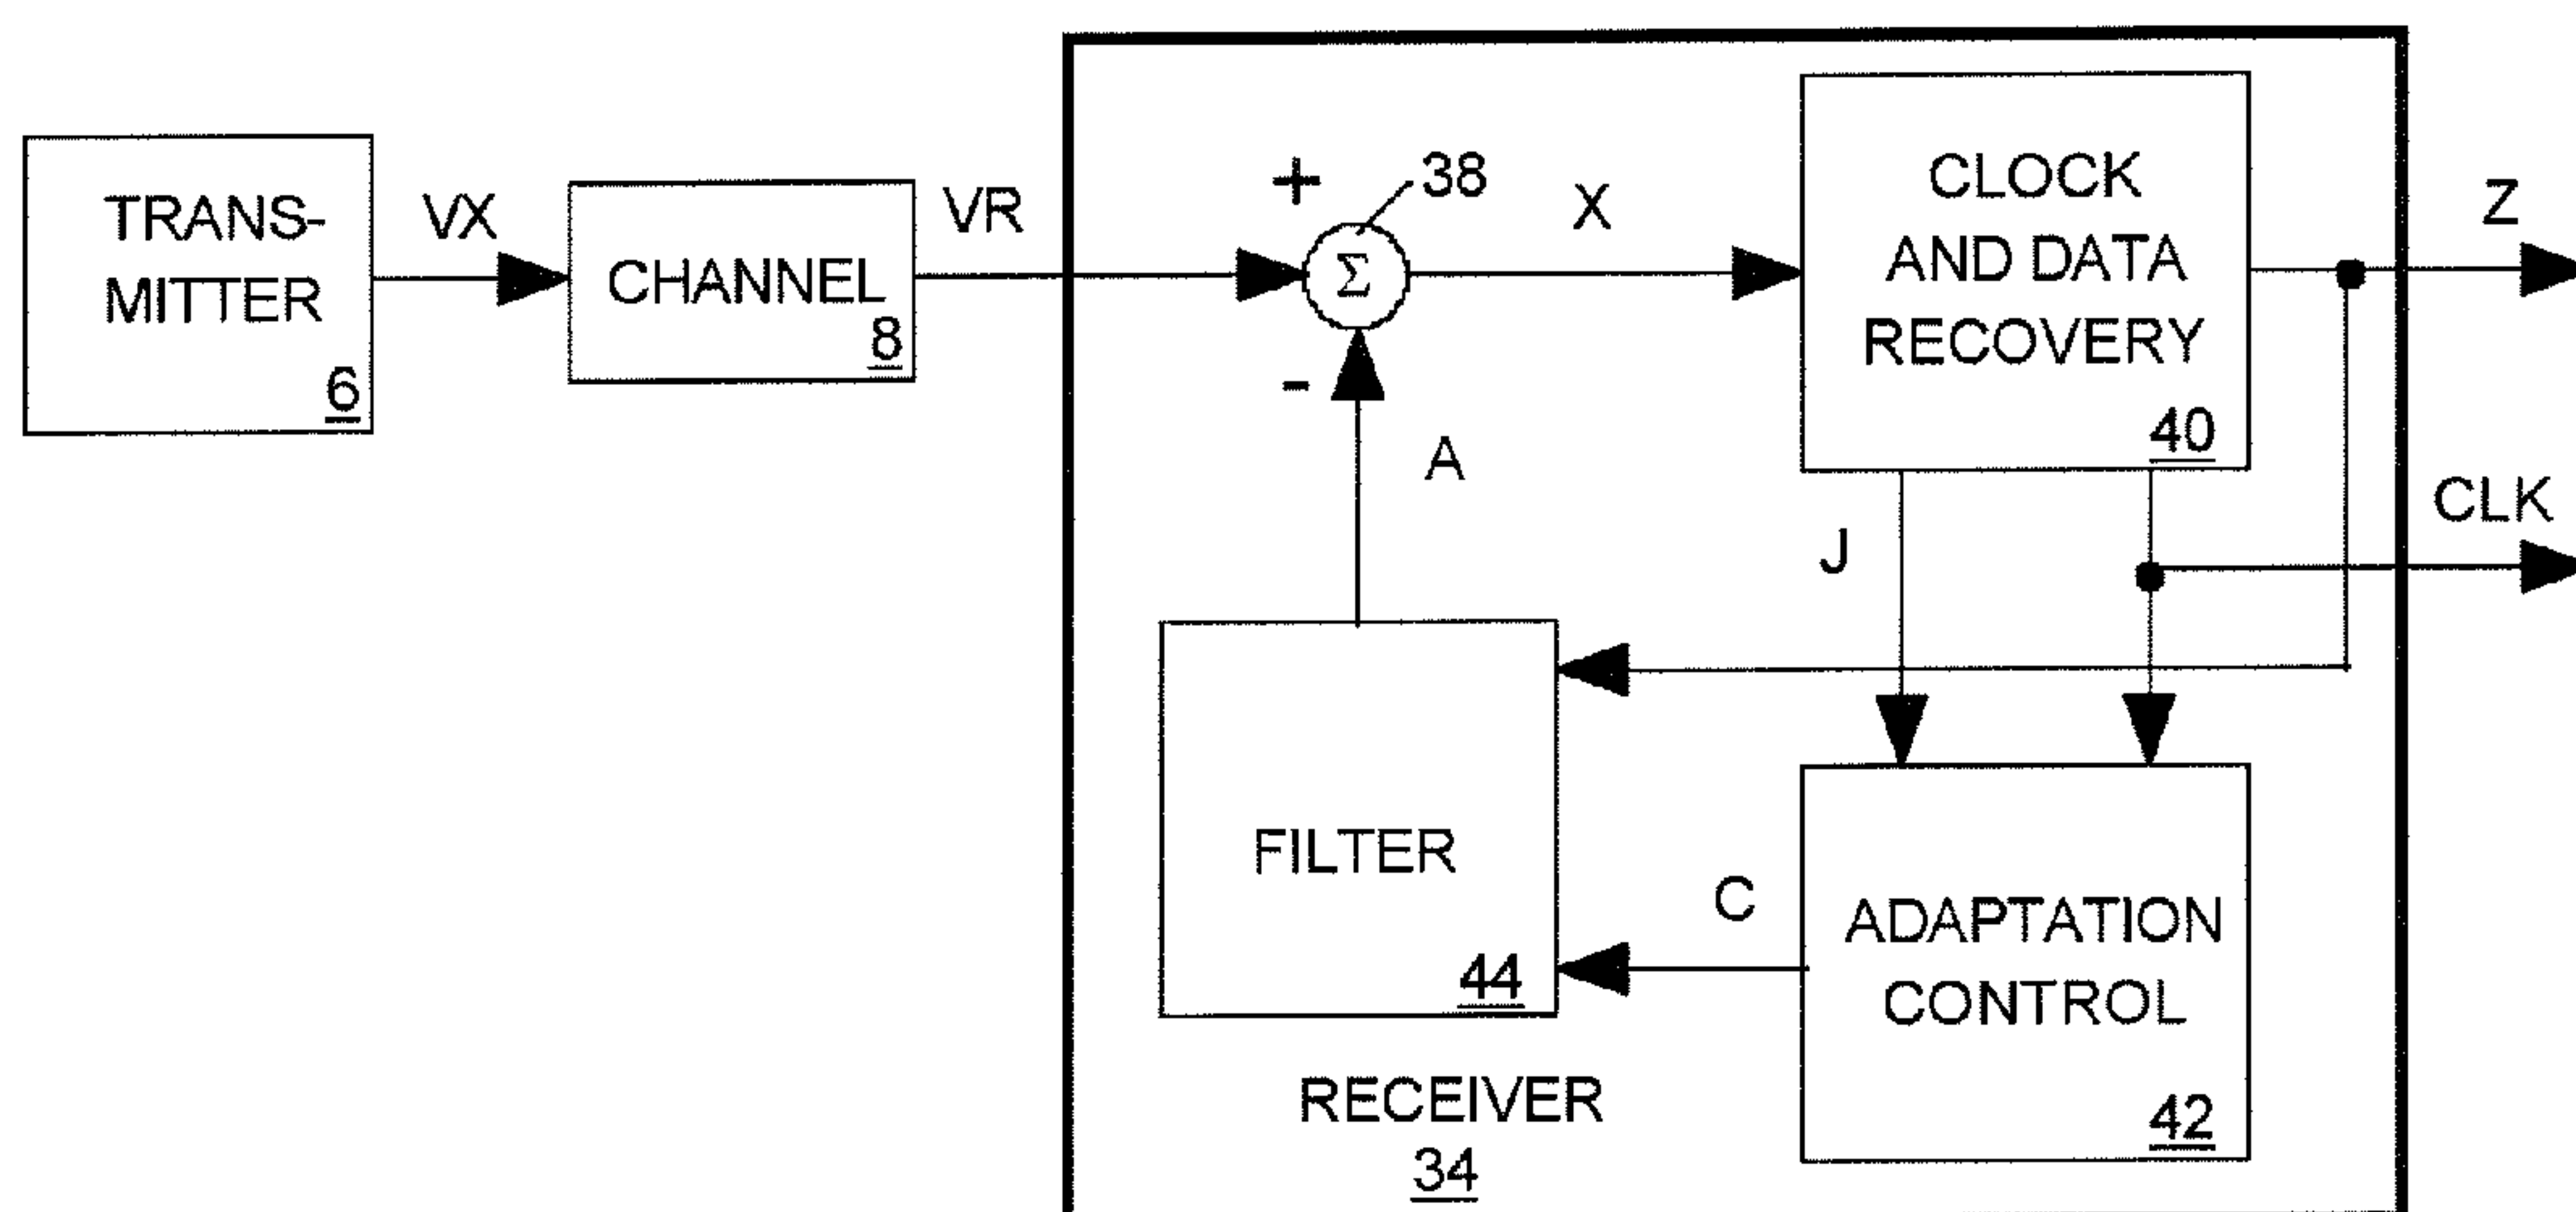 TRANS-
MITTER
6
VX
CHANNEL
8
VR
+
-
38
Σ
X
A
CLOCK
AND DATA
RECOVERY
40
Z
CLK
J
FILTER
44
C
ADAPTATION
CONTROL
42
RECEIVER
34